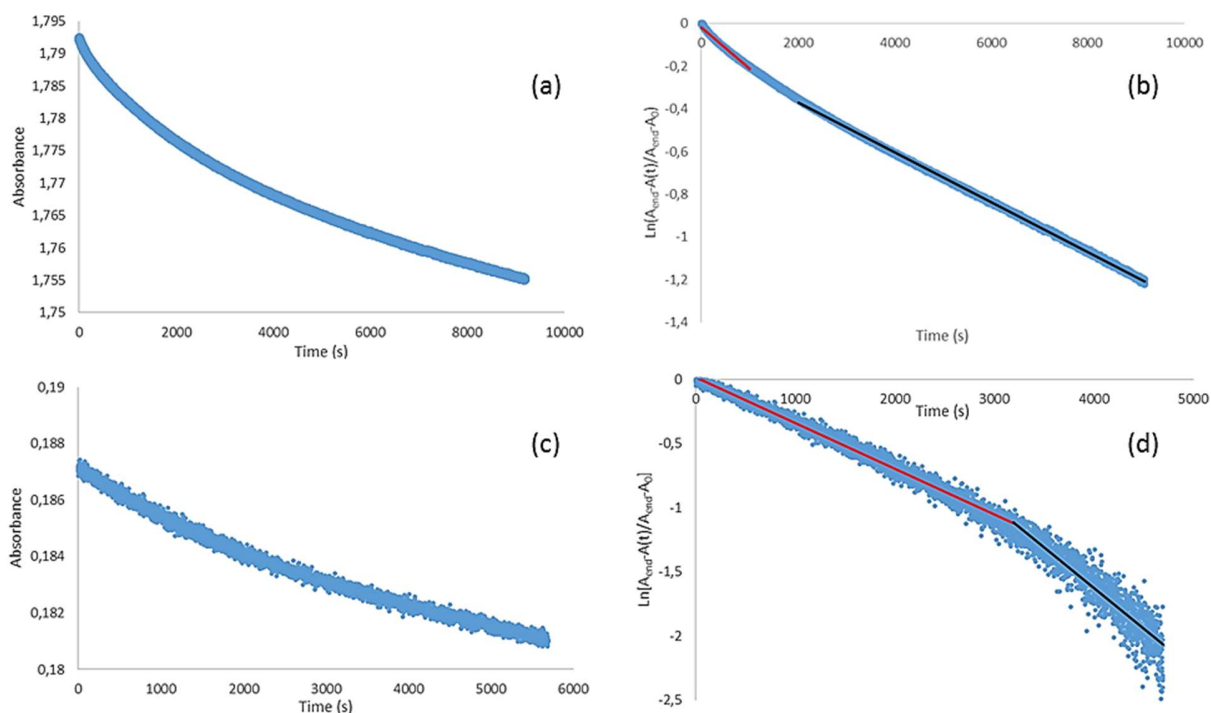 1,795
1,79
1,785
1,78
1,775
1,77
1,765
1,76
1,755
1,75
Absorbance
0 2000 4000 6000 8000 10000
Time (s)
(a)
0
-0,2
-0,4
-0,6
-0,8
-1
-1,2
-1,4
Ln[Aend-A(t)/Aend-A0)
0 2000 4000 6000 8000 10000
Time (s)
(b)
0,19
0,188
0,186
0,184
0,182
0,18
Absorbance
0 1000 2000 3000 4000 5000 6000
Time (s)
(c)
0
-0,5
-1
-1,5
-2
-2,5
Ln[Aend-A(t)/Aend-A0]
0 1000 2000 3000 4000 5000
Time (s)
(d)